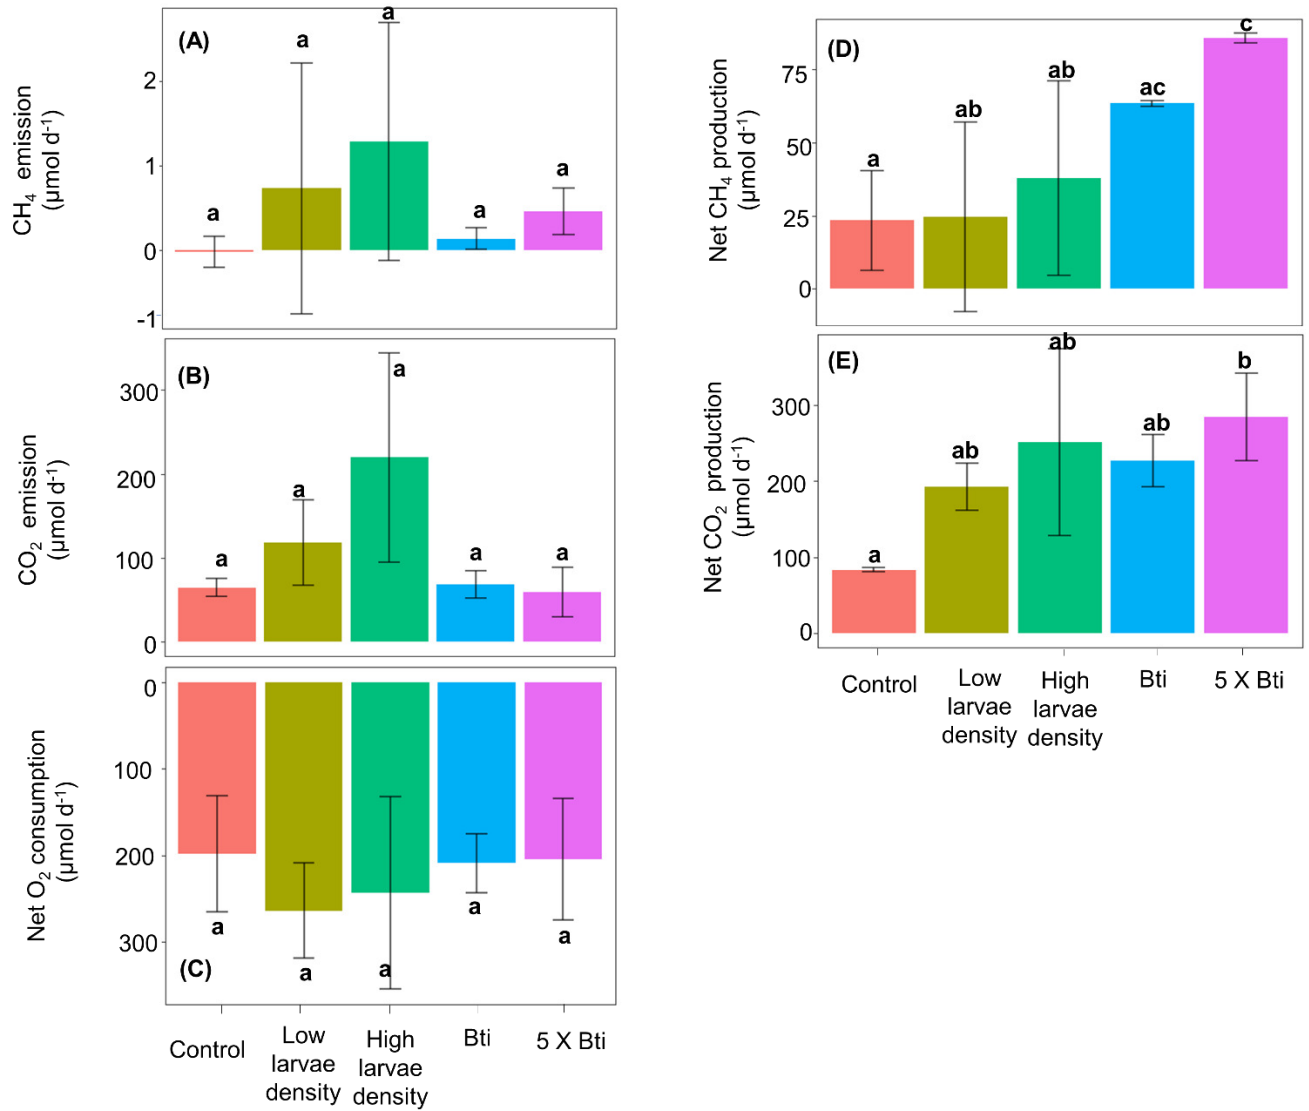 (A)
CH4 emission
(µmol d-1)
2
1
0
-1
a
a
a
a
a
(B)
CO2 emission
(µmol d-1)
300
200
100
0
a
a
a
a
a
(C)
Net O2 consumption
(µmol d-1)
0
100
200
300
a
a
a
a
a
Control
Low
larvae
density
High
larvae
density
Bti
5 X Bti
(D)
Net CH4 production
(µmol d-1)
75
50
25
0
a
ab
ab
ac
c
(E)
Net CO2 production
(µmol d-1)
300
200
100
0
a
ab
ab
ab
b
Control
Low
larvae
density
High
larvae
density
Bti
5 X Bti